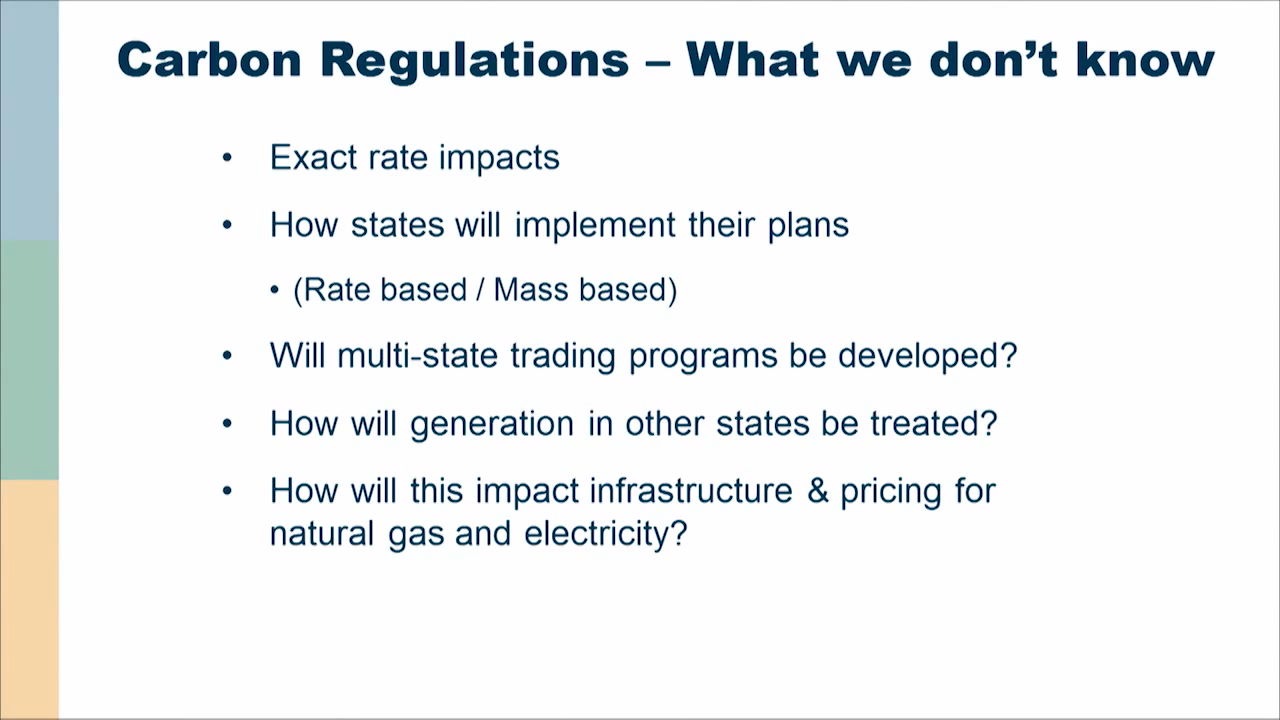 Carbon Regulations – What we don’t know
• Exact rate impacts
• How states will implement their plans
• (Rate based / Mass based)
• Will multi-state trading programs be developed?
• How will generation in other states be treated?
• How will this impact infrastructure & pricing for
natural gas and electricity?